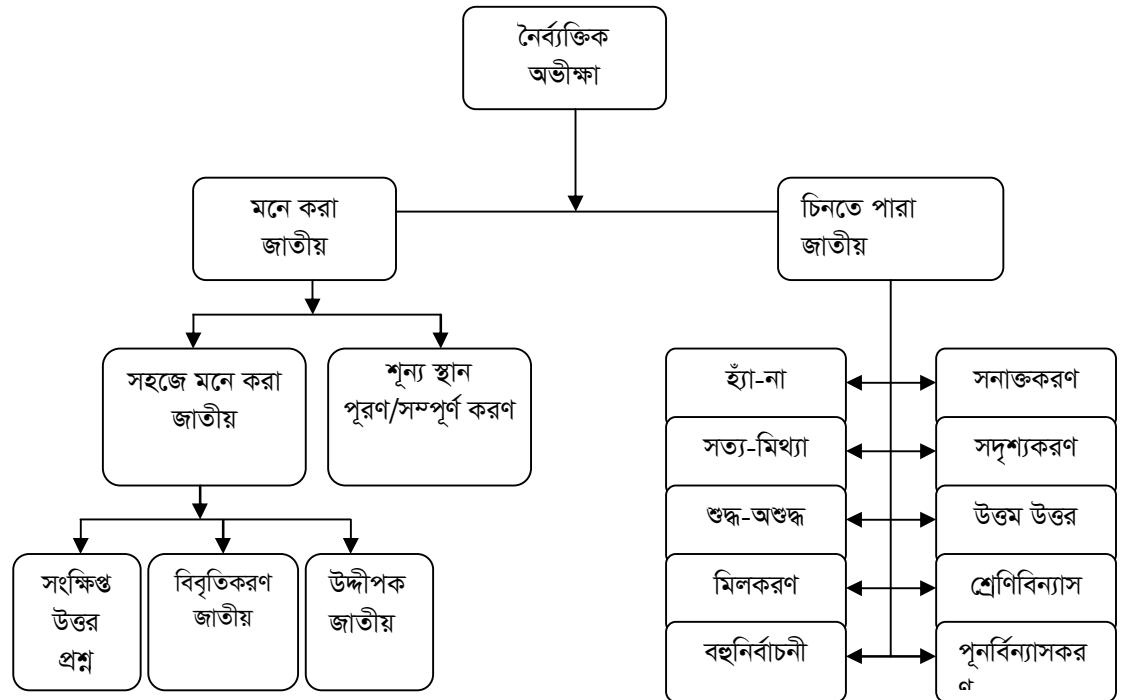 নৈর্ব্যক্তিক
অভীক্ষা
মনে করা
জাতীয়
চিনতে পারা
জাতীয়
সহজে মনে করা
জাতীয়
শূন্য স্থান
পূরণ/সম্পূর্ণ করণ
সংক্ষিপ্ত
উত্তর
প্রশ্ন
বিবৃতিকরণ
জাতীয়
উদ্দীপক
জাতীয়
হ্যাঁ-না
সনাক্তকরণ
সত্য-মিথ্যা
সদৃশ্যকরণ
শুদ্ধ-অশুদ্ধ
উত্তম উত্তর
মিলকরণ
শ্রেণিবিন্যাস
বহুনির্বাচনী
পূনর্বিন্যাসকর
ণ